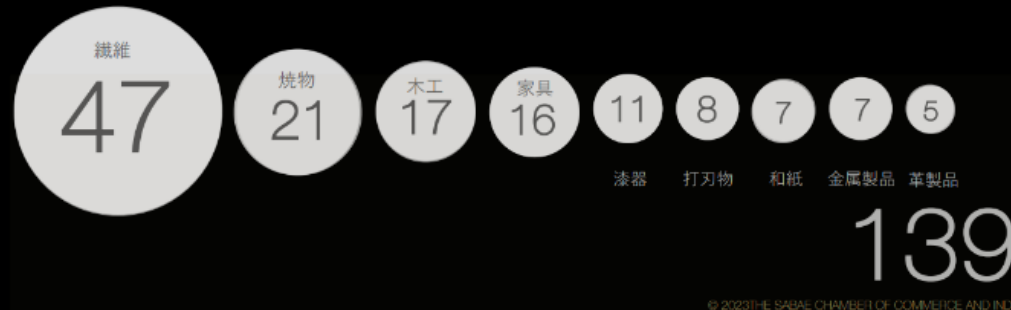 繊維
47
焼物
21
木工
17
家具
16
11
8
7
7
5
漆器
打刃物
和紙
金属製品
革製品
139
© 2023THE SABAE CHAMBER OF COMMERCE AND IND